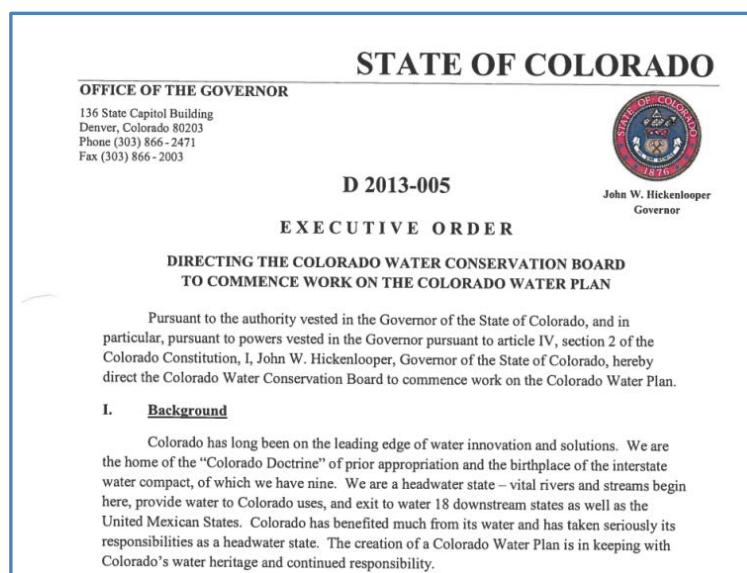 STATE OF COLORADO
OFFICE OF THE GOVERNOR
136 State Capitol Building
Denver, Colorado 80203
Phone (303) 866 - 2471
Fax (303) 866 - 2003
STATE OF COLORADO
1876
John W. Hickenlooper
Governor
D 2013-005
EXECUTIVE ORDER
DIRECTING THE COLORADO WATER CONSERVATION BOARD
TO COMMENCE WORK ON THE COLORADO WATER PLAN
Pursuant to the authority vested in the Governor of the State of Colorado, and in
particular, pursuant to powers vested in the Governor pursuant to article IV, section 2 of the
Colorado Constitution, I, John W. Hickenlooper, Governor of the State of Colorado, hereby
direct the Colorado Water Conservation Board to commence work on the Colorado Water Plan.
I. Background
Colorado has long been on the leading edge of water innovation and solutions. We are
the home of the “Colorado Doctrine” of prior appropriation and the birthplace of the interstate
water compact, of which we have nine. We are a headwater state – vital rivers and streams begin
here, provide water to Colorado uses, and exit to water 18 downstream states as well as the
United Mexican States. Colorado has benefited much from its water and has taken seriously its
responsibilities as a headwater state. The creation of a Colorado Water Plan is in keeping with
Colorado’s water heritage and continued responsibility.